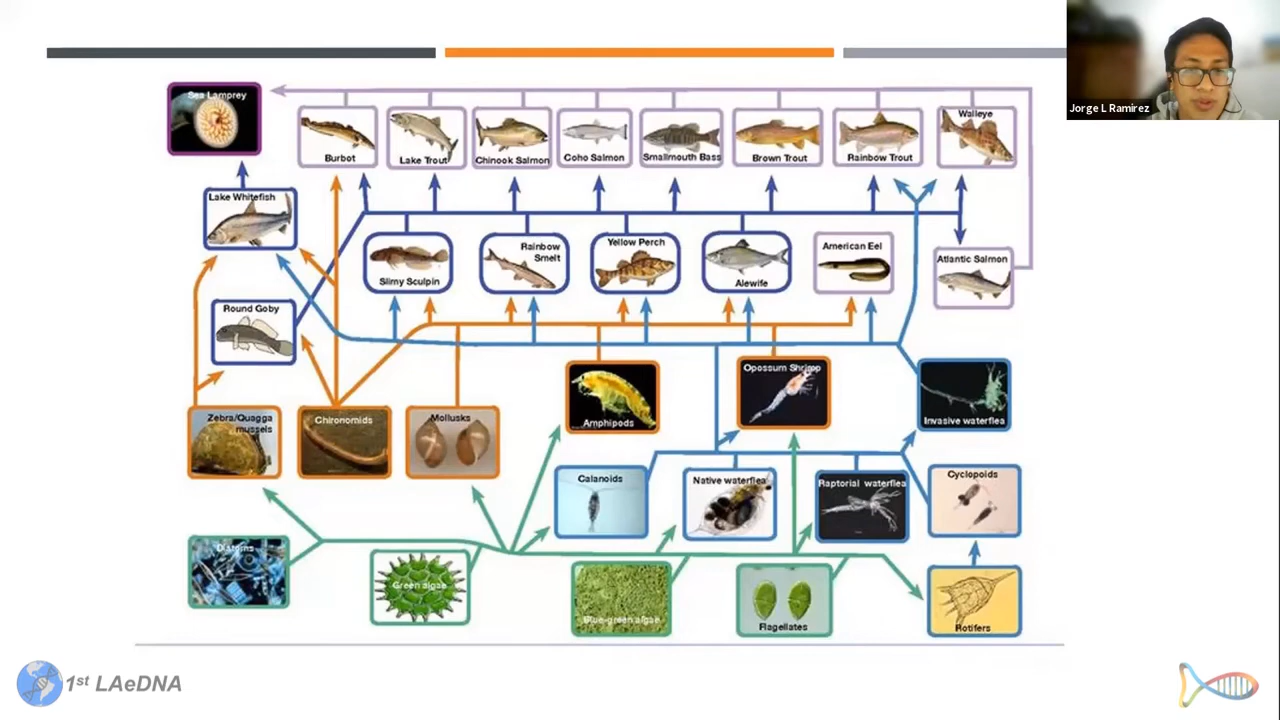 Jorge L Ramirez
Sea Lamprey
Burbot
Lake Trout
Chinook Salmon
Coho Salmon
Smallmouth Bass
Brown Trout
Rainbow Trout
Walleye
Lake Whitefish
Slimy Sculpin
Rainbow
Smelt
Yellow Perch
Alewife
American Eel
Atlantic Salmon
Round Goby
Zebra/Quagga
mussels
Chironomids
Mollusks
Amphipods
Opossum Shrimp
Invasive waterflea
Calanoids
Native waterflea
Raptorial waterflea
Cyclopoids
Diatoms
Green algae
Blue-green algae
Flagellates
Rotifers
1st LAeDNA